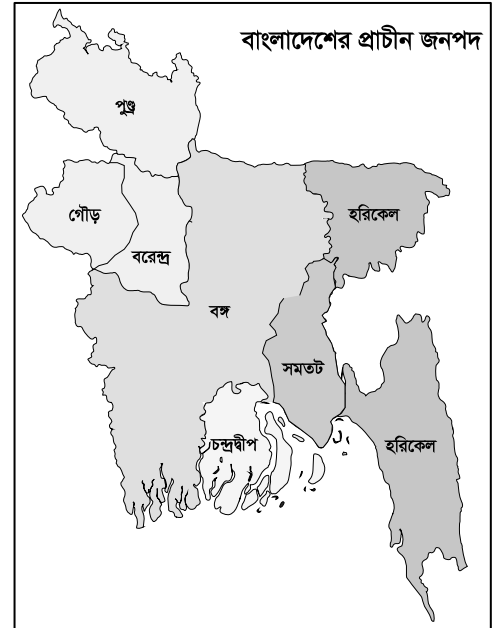 বাংলাদেশের প্রাচীন জনপদ
পুণ্ড্র
গৌড়
বরেন্দ্র
হরিকেল
বঙ্গ
সমতট
চন্দ্রদ্বীপ
হরিকেল